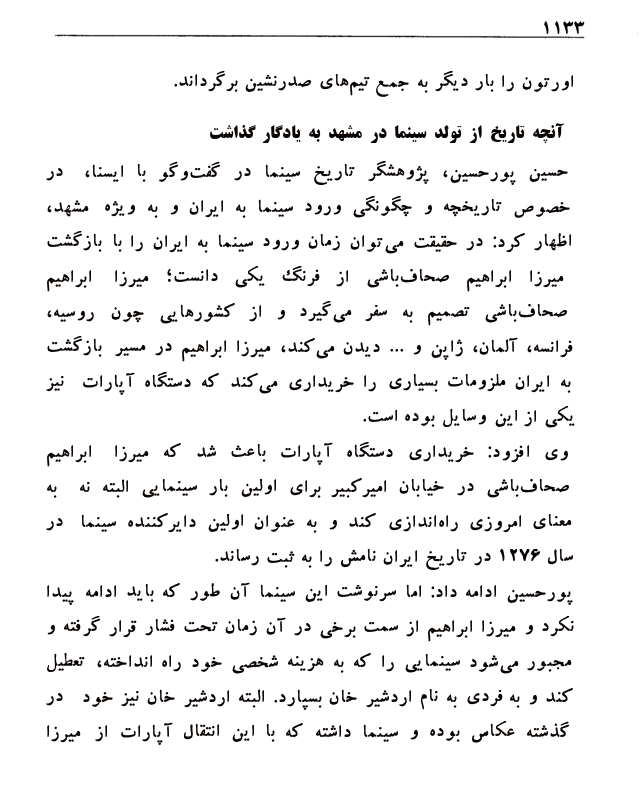 ۱۱۳۳
اورتون را بار دیگر به جمع تیم‌های صدرنشین برگرداند.
آنچه تاریخ از تولد سینما در مشهد به یادگار گذاشت
حسین پورحسین، پژوهشگر تاریخ سینما در گفت‌وگو با ایسنا، در
خصوص تاریخچه و چگونگی ورود سینما به ایران و به ویژه مشهد،
اظهار کرد: در حقیقت می‌توان زمان ورود سینما به ایران را با بازگشت
میرزا ابراهیم صحاف‌باشی از فرنگ یکی دانست؛ میرزا ابراهیم
صحاف‌باشی تصمیم به سفر می‌گیرد و از کشورهایی چون روسیه،
فرانسه، آلمان، ژاپن و ... دیدن می‌کند، میرزا ابراهیم در مسیر بازگشت
به ایران ملزومات بسیاری را خریداری می‌کند که دستگاه آپارات نیز
یکی از این وسایل بوده است.
وی افزود: خریداری دستگاه آپارات باعث شد که میرزا ابراهیم
صحاف‌باشی در خیابان امیرکبیر برای اولین بار سینمایی البته نه به
معنای امروزی راه‌اندازی کند و به عنوان اولین دایرکننده سینما در
سال ۱۲۷۶ در تاریخ ایران نامش را به ثبت رساند.
پورحسین ادامه داد: اما سرنوشت این سینما آن طور که باید ادامه پیدا
نکرد و میرزا ابراهیم از سمت برخی در آن زمان تحت فشار قرار گرفته و
مجبور می‌شود سینمایی را که به هزینه شخصی خود راه انداخته، تعطیل
کند و به فردی به نام اردشیر خان بسپارد. البته اردشیر خان نیز خود در
گذشته عکاس بوده و سینما داشته که با این انتقال آپارات از میرزا